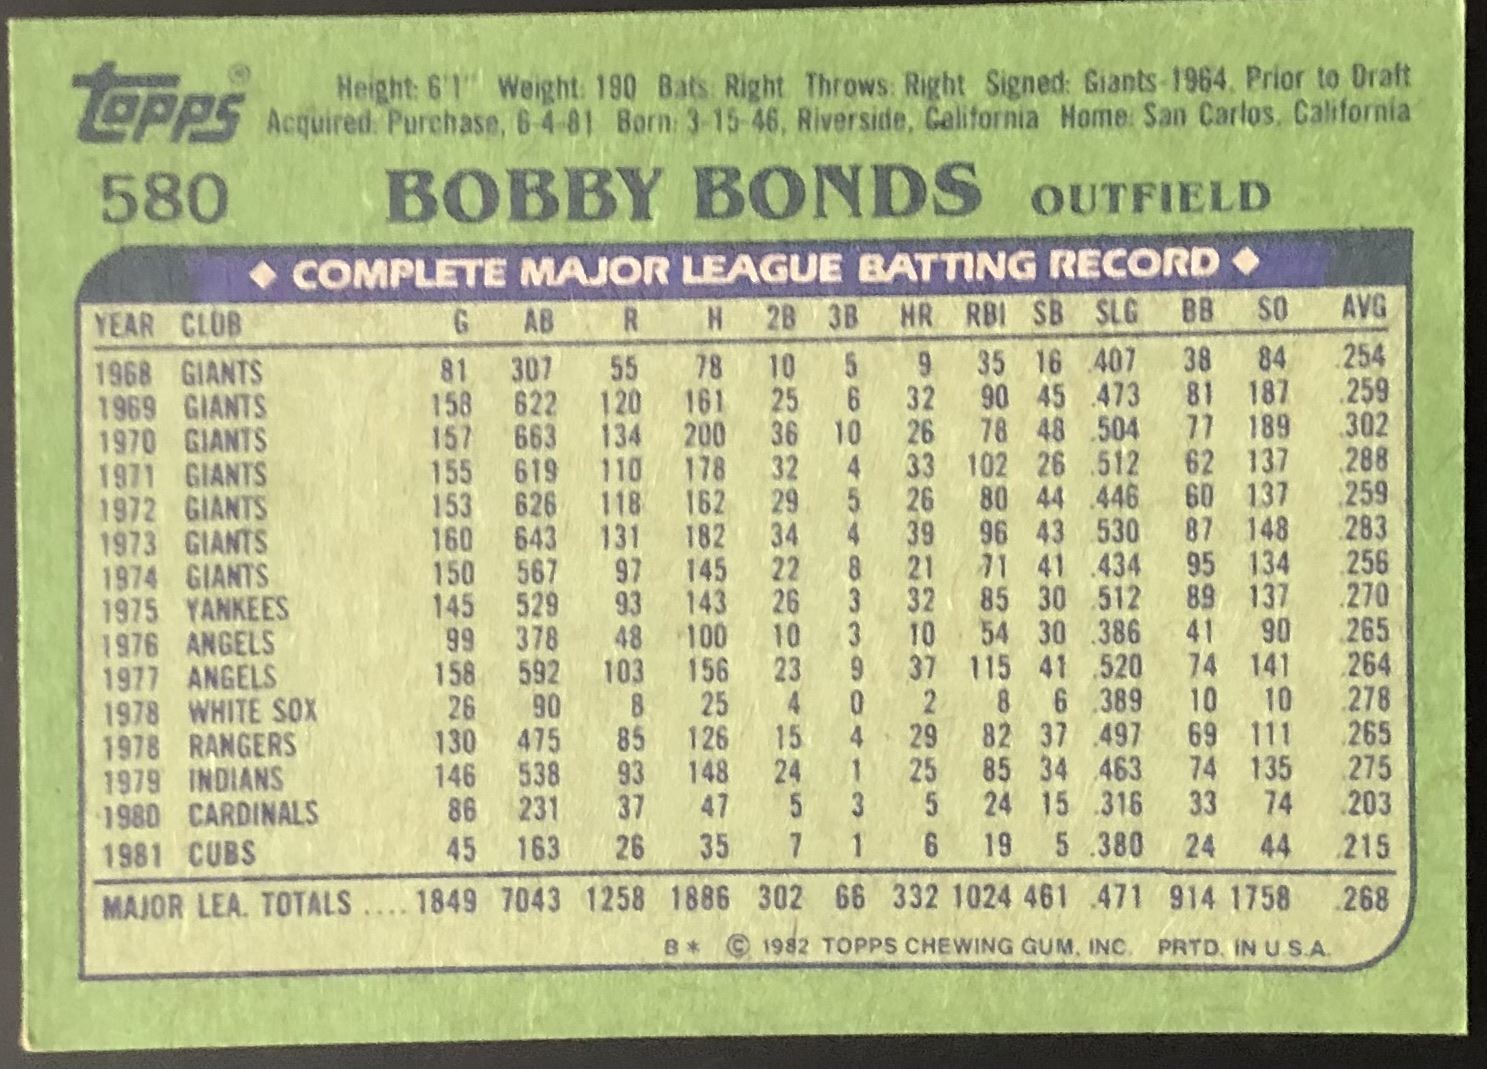 Topps®
Height: 6'1" Weight: 190 Bats: Right Throws: Right Signed: Giants-1964, Prior to Draft
Acquired: Purchase, 6-4-81 Born: 3-15-46, Riverside, California Home: San Carlos, California
580 BOBBY BONDS OUTFIELD
◆ COMPLETE MAJOR LEAGUE BATTING RECORD ◆
YEAR CLUB G AB R H 2B 3B HR RBI SB SLG BB SO AVG
1968 GIANTS 81 307 55 78 10 5 9 35 16 .407 38 84 .254
1969 GIANTS 158 622 120 161 25 6 32 90 45 .473 81 187 .259
1970 GIANTS 157 663 134 200 36 10 26 78 48 .504 77 189 .302
1971 GIANTS 155 619 110 178 32 4 33 102 26 .512 62 137 .288
1972 GIANTS 153 626 118 162 29 5 26 80 44 .446 60 137 .259
1973 GIANTS 160 643 131 182 34 4 39 96 43 .530 87 148 .283
1974 GIANTS 150 567 97 145 22 8 21 71 41 .434 95 134 .256
1975 YANKEES 145 529 93 143 26 3 32 85 30 .512 89 137 .270
1976 ANGELS 99 378 48 100 10 3 10 54 30 .386 41 90 .265
1977 ANGELS 158 592 103 156 23 9 37 115 41 .520 74 141 .264
1978 WHITE SOX 26 90 8 25 4 0 2 8 6 .389 10 10 .278
1978 RANGERS 130 475 85 126 15 4 29 82 37 .497 69 111 .265
1979 INDIANS 146 538 93 148 24 1 25 85 34 .463 74 135 .275
1980 CARDINALS 86 231 37 47 5 3 5 24 15 .316 33 74 .203
1981 CUBS 45 163 26 35 7 1 6 19 5 .380 24 44 .215
MAJOR LEA. TOTALS .... 1849 7043 1258 1886 302 66 332 1024 461 .471 914 1758 .268
B* © 1982 TOPPS CHEWING GUM, INC. PRTD. IN U.S.A.